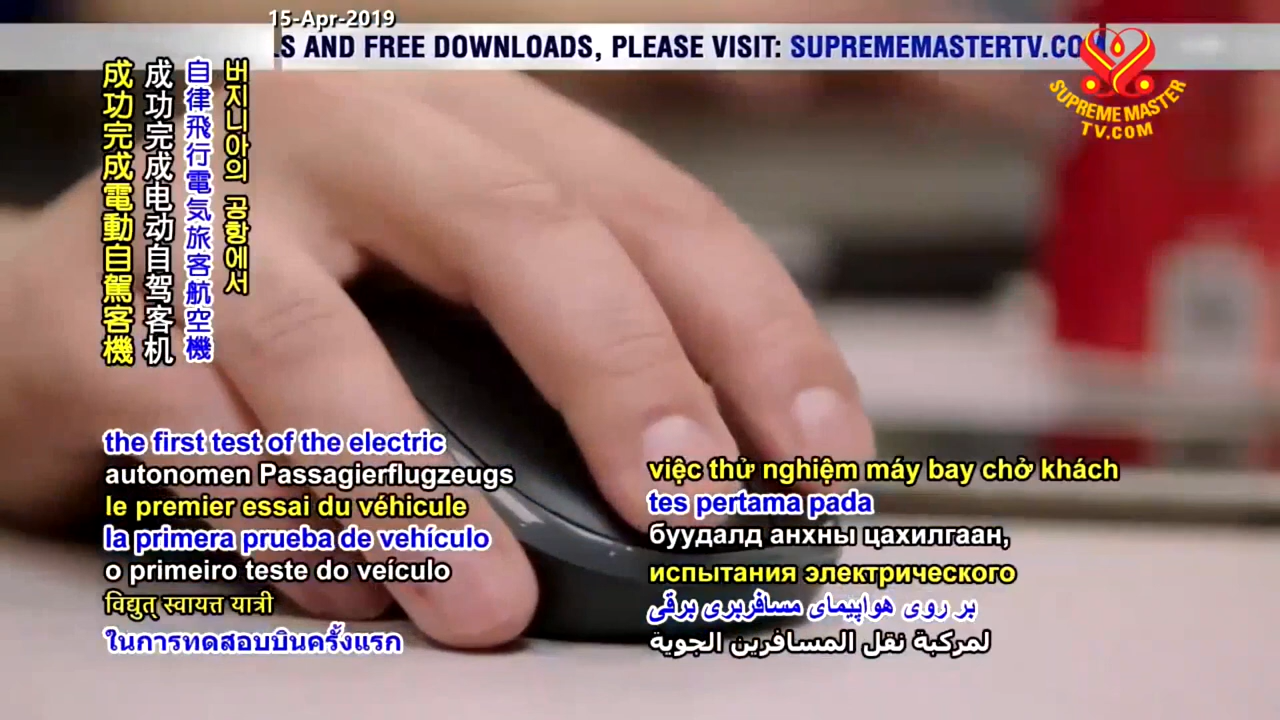 15-Apr-2019
S AND FREE DOWNLOADS, PLEASE VISIT: SUPREMEMASTERTV.CO
SUPREME MASTER
TV.COM
버지니아의 공항에서
自律飛行電気旅客航空機
成功完成电动自驾客机
成功完成電動自駕客機
the first test of the electric
autonomen Passagierflugzeugs
le premier essai du véhicule
la primera prueba de vehículo
o primeiro teste do veículo
विद्युत् स्वायत्त यात्री
ในการทดสอบบินครั้งแรก
việc thử nghiệm máy bay chở khách
tes pertama pada
буудалд анхны цахилгаан,
испытания электрического
بر روی هواپیمای مسافربری برقی
لمركبة نقل المسافرين الجوية